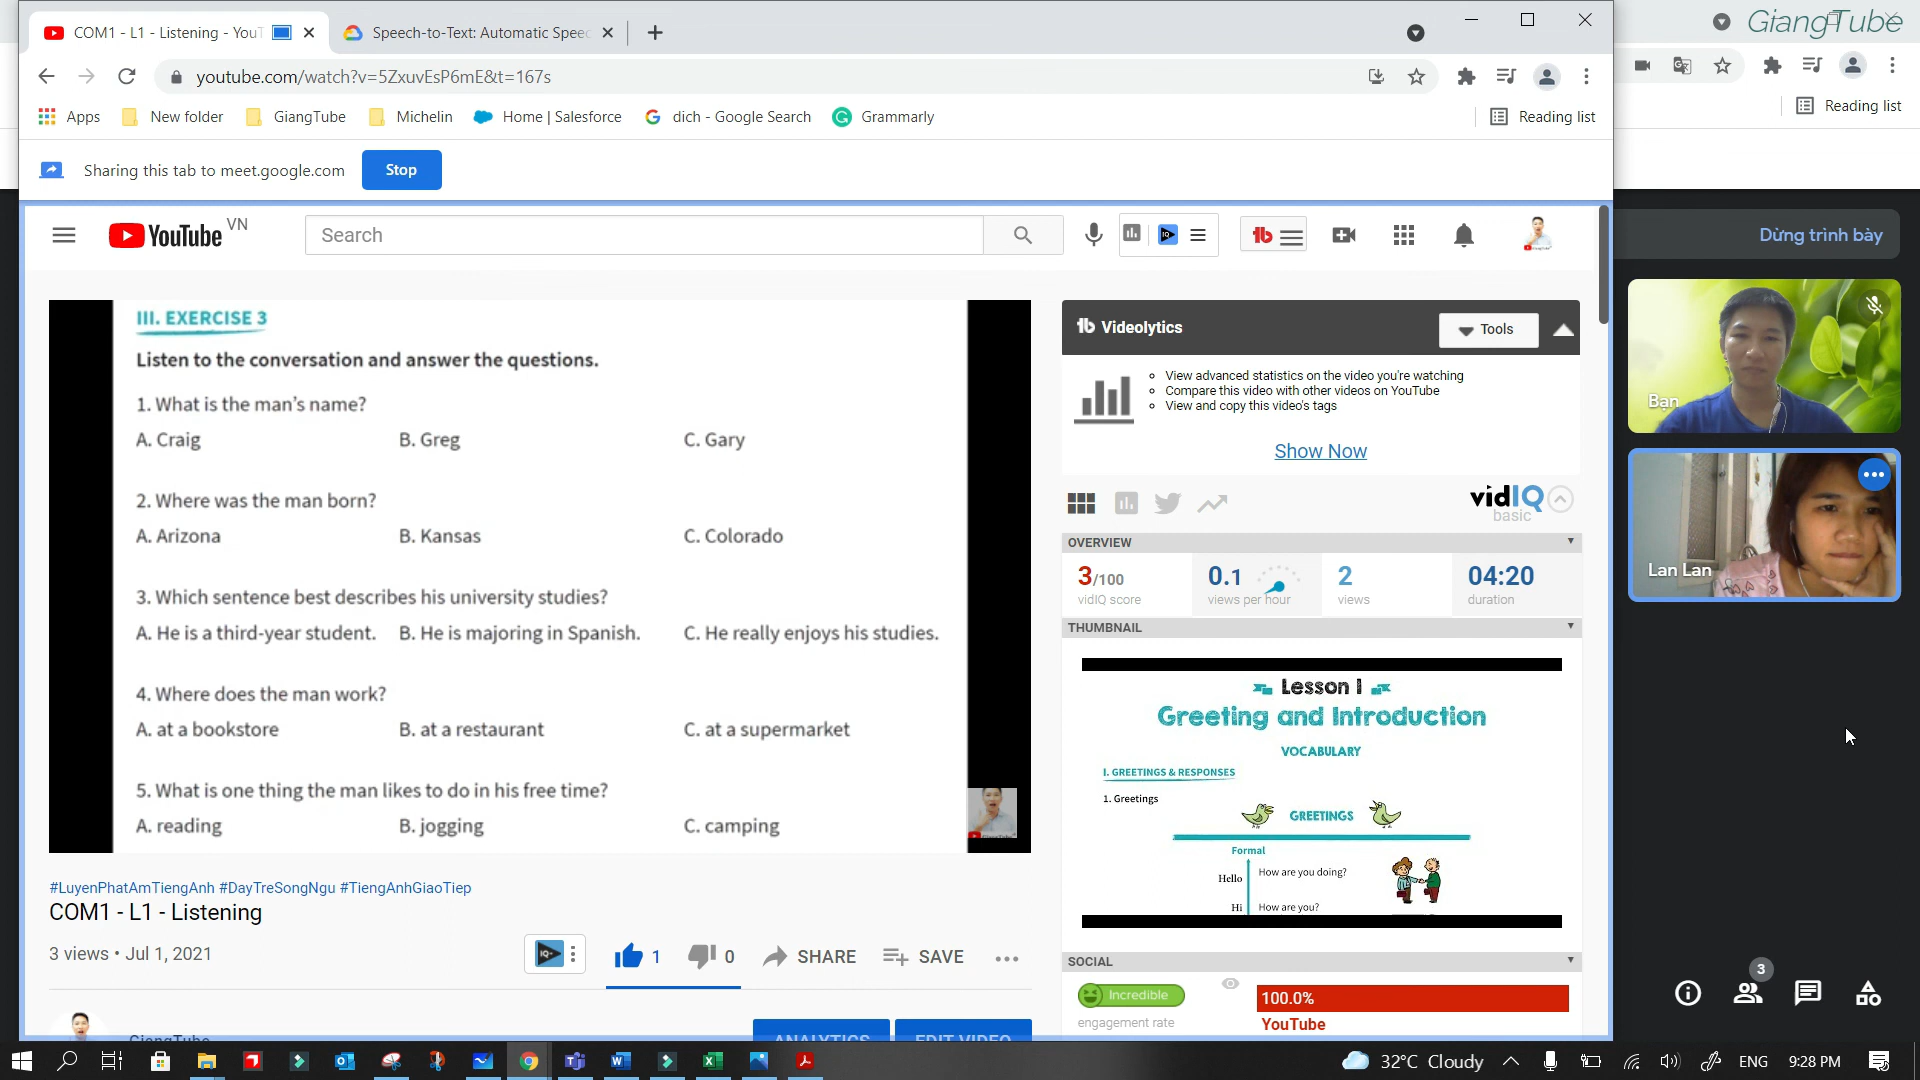 COM1 - L1 - Listening - YouT
Speech-to-Text: Automatic Speec
GiangTube
youtube.com/watch?v=5ZxuvEsP6mE&t=167s
Apps
New folder
GiangTube
Michelin
Home | Salesforce
dich - Google Search
Grammarly
Reading list
Reading list
Sharing this tab to meet.google.com
Stop
YouTube VN
Search
Dừng trình bày
III. EXERCISE 3
Listen to the conversation and answer the questions.
1. What is the man's name?
A. Craig B. Greg C. Gary
2. Where was the man born?
A. Arizona B. Kansas C. Colorado
3. Which sentence best describes his university studies?
A. He is a third-year student. B. He is majoring in Spanish. C. He really enjoys his studies.
4. Where does the man work?
A. at a bookstore B. at a restaurant C. at a supermarket
5. What is one thing the man likes to do in his free time?
A. reading B. jogging C. camping
#LuyenPhatAmTiengAnh #DayTreSongNgu #TiengAnhGiaoTiep
COM1 - L1 - Listening
3 views • Jul 1, 2021
1
0
SHARE
SAVE
GiangTube
ANALYTICS
EDIT VIDEO
Videolytics
Tools
View advanced statistics on the video you're watching
Compare this video with other videos on YouTube
View and copy this video's tags
Show Now
vidIQ
basic
OVERVIEW
3/100 0.1 2 04:20
vidIQ score views per hour views duration
THUMBNAIL
Lesson 1
Greeting and Introduction
VOCABULARY
I. GREETINGS & RESPONSES
1. Greetings
GREETINGS
Formal
Hello How are you doing?
Hi How are you?
SOCIAL
Incredible
engagement rate
100.0%
YouTube
Bạn
Lan Lan
3
32°C Cloudy
ENG
9:28 PM